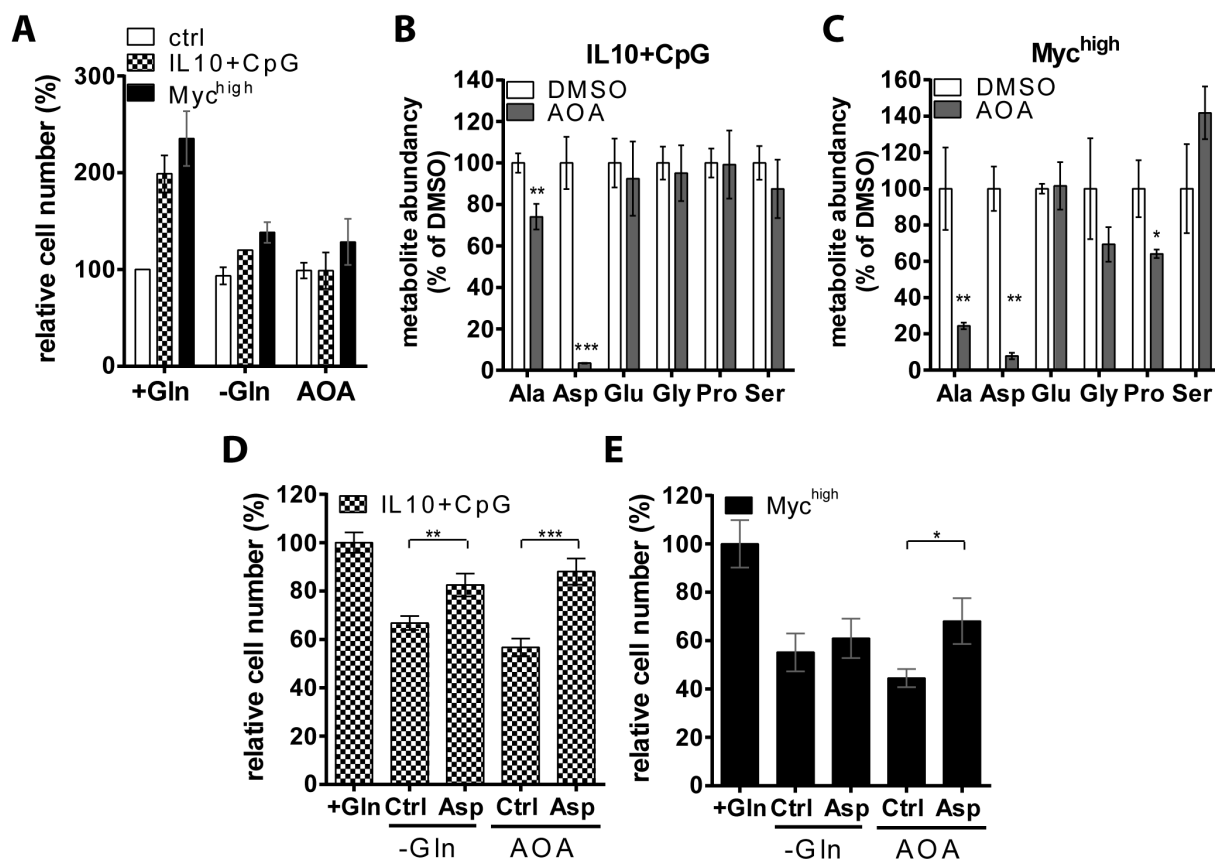 A
ctrl
IL10+CpG
Myc^high
relative cell number (%)
300
200
100
0
+Gln -Gln AOA
B
IL10+CpG
DMSO
AOA
metabolite abundancy
(% of DMSO)
140
120
100
80
60
40
20
0
**
***
Ala Asp Glu Gly Pro Ser
C
Myc^high
DMSO
AOA
metabolite abundancy
(% of DMSO)
160
140
120
100
80
60
40
20
0
**
**
*
Ala Asp Glu Gly Pro Ser
D
IL10+CpG
relative cell number (%)
120
100
80
60
40
20
0
**
***
+Gln Ctrl Asp Ctrl Asp
-Gln AOA
E
Myc^high
relative cell number (%)
120
100
80
60
40
20
0
*
+Gln Ctrl Asp Ctrl Asp
-Gln AOA